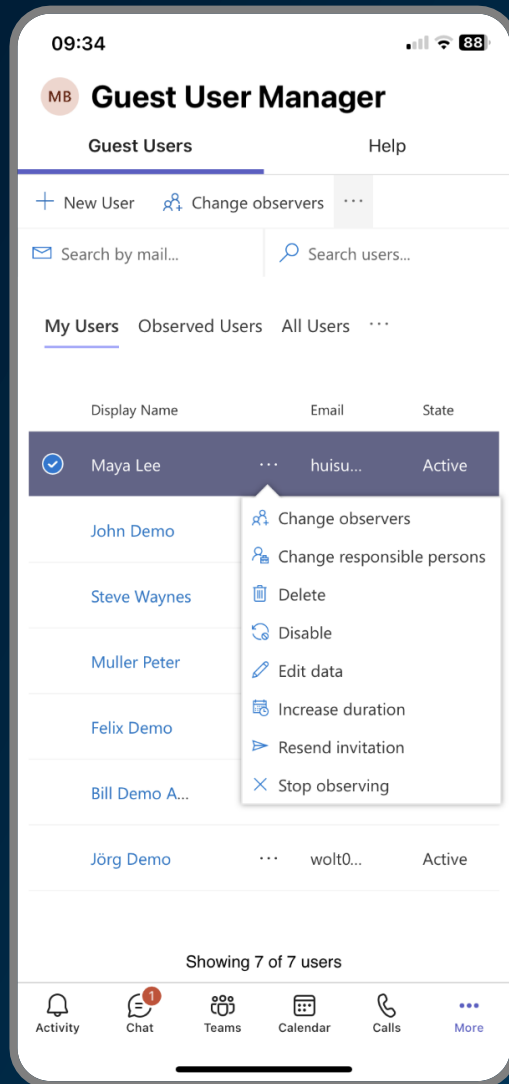 09:34
88
MB Guest User Manager
Guest Users Help
New User Change observers ...
Search by mail... Search users...
My Users Observed Users All Users ...
Display Name Email State
Maya Lee ... huisu... Active
Change observers
John Demo
Change responsible persons
Delete
Steve Waynes
Disable
Muller Peter
Edit data
Increase duration
Felix Demo
Resend invitation
Stop observing
Bill Demo A...
Jörg Demo ... wolt0... Active
Showing 7 of 7 users
1
Activity Chat Teams Calendar Calls More